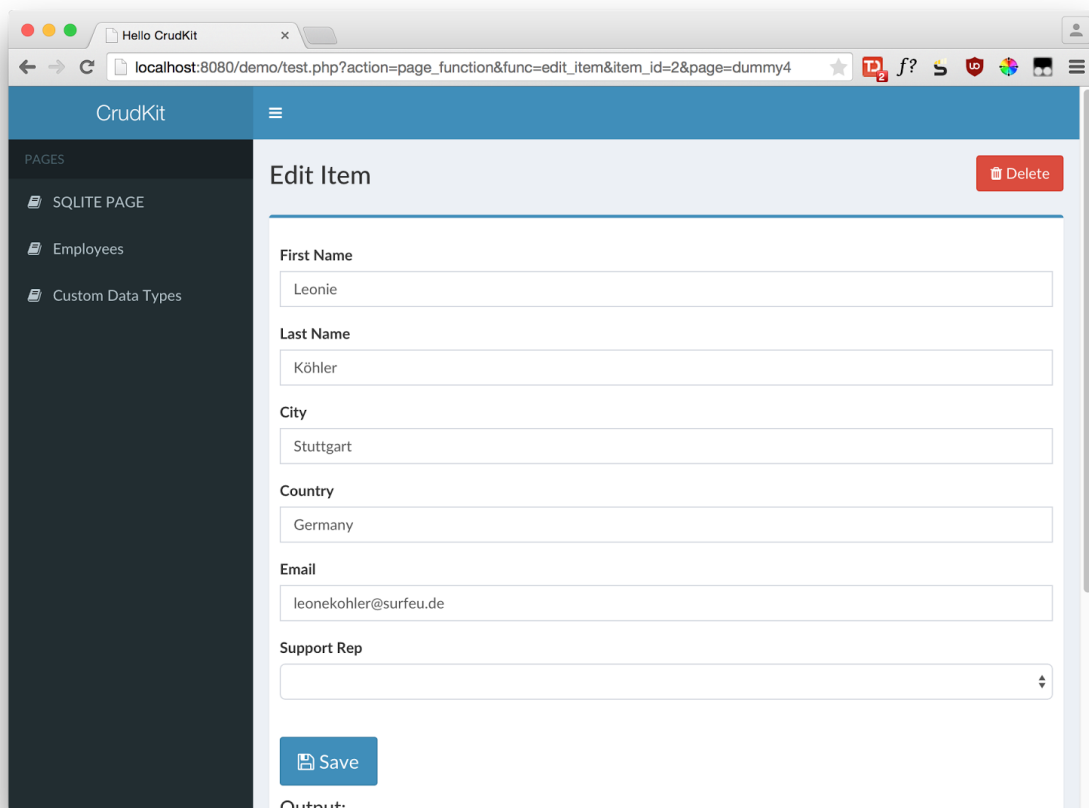 Hello CrudKit
localhost:8080/demo/test.php?action=page_function&func=edit_item&item_id=2&page=dummy4
2
f?
S
CrudKit
PAGES
SQLITE PAGE
Employees
Custom Data Types
Edit Item
Delete
First Name
Leonie
Last Name
Köhler
City
Stuttgart
Country
Germany
Email
leonekohler@surfeu.de
Support Rep
Save
Output: